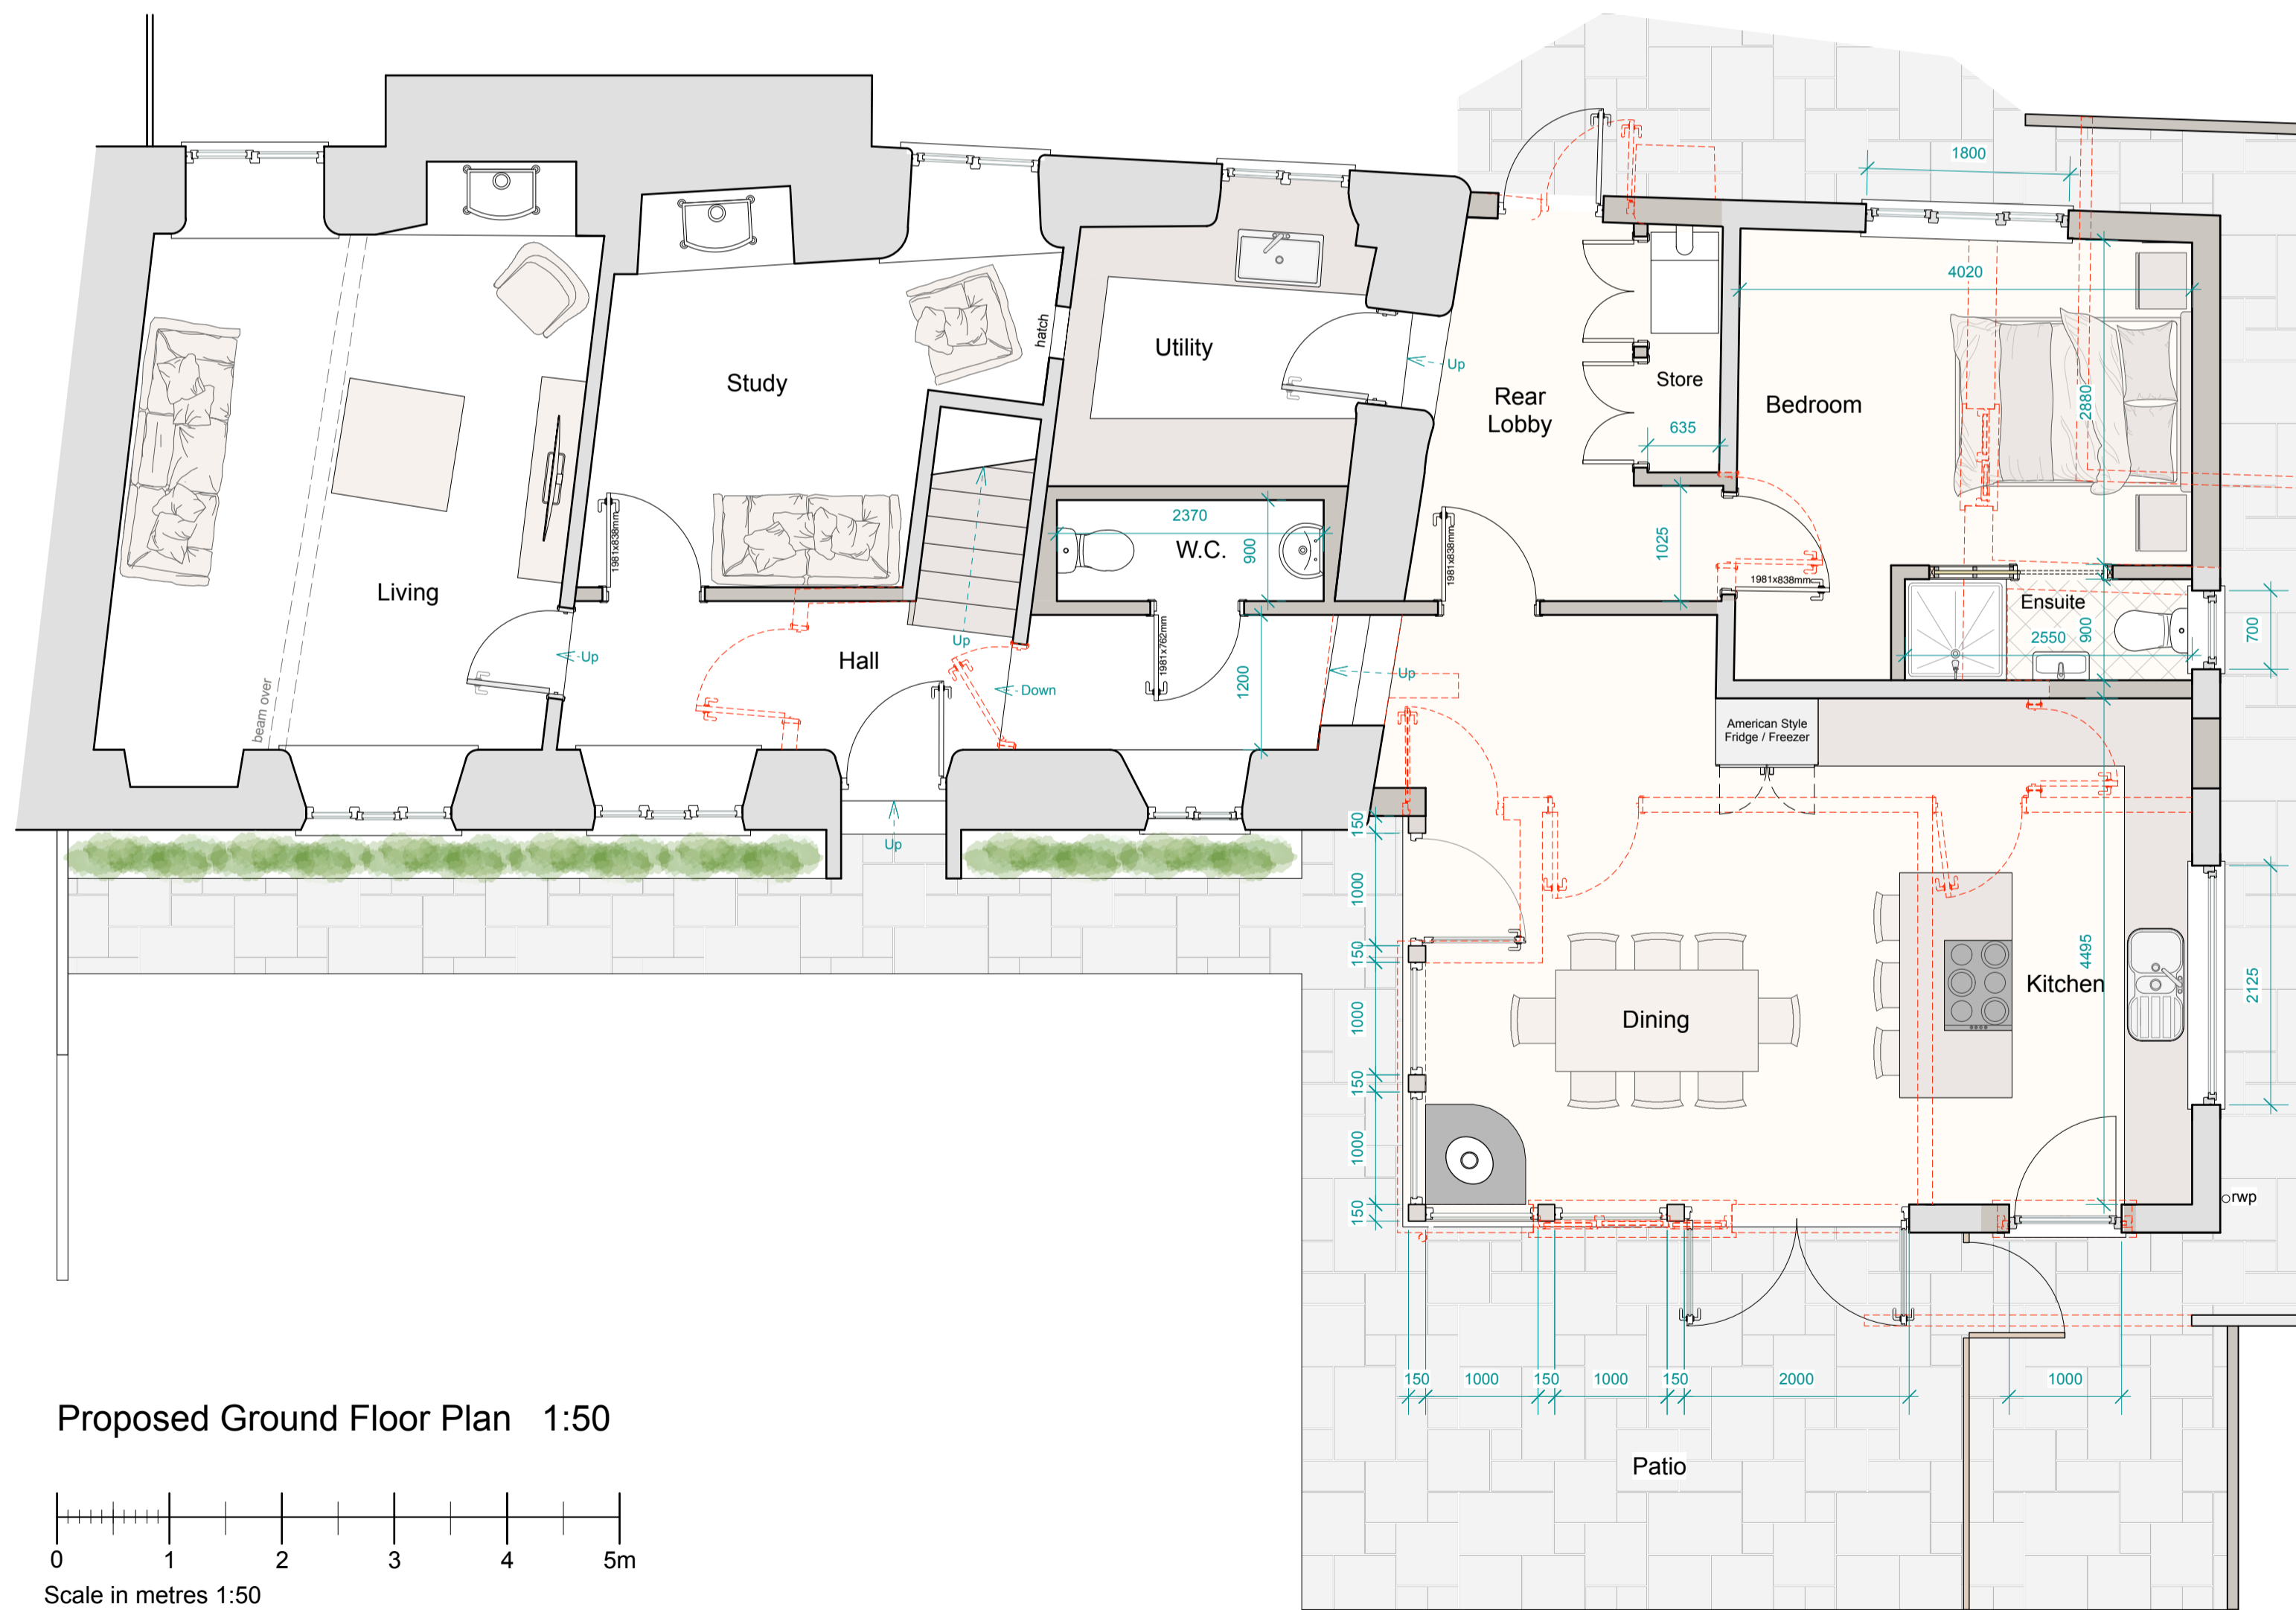 1800
4020
hatch
Utility
Up
Study
Rear
Lobby
Store
Bedroom
2880
635
1981x838mm
2370
W.C.
900
1981x838mm
1025
1981x838mm
Living
Ensuite
2550
900
700
Up
Hall
Up
1981x762mm
Down
1200
Up
beam over
American Style
Fridge / Freezer
Up
150
1000
150
1000
150
1000
150
4495
Kitchen
2125
Dining
rwp
150
1000
150
1000
150
2000
1000
Patio
Proposed Ground Floor Plan 1:50
0
1
2
3
4
5m
Scale in metres 1:50